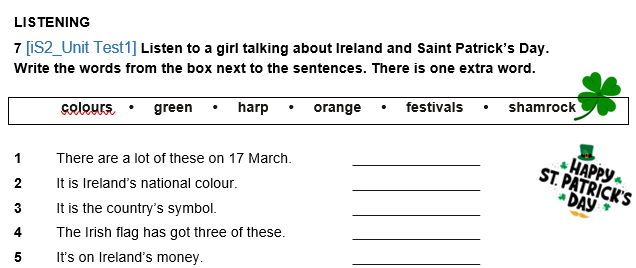 LISTENING
7 [iS2_Unit Test1] Listen to a girl talking about Ireland and Saint Patrick’s Day.
Write the words from the box next to the sentences. There is one extra word.
colours • green • harp • orange • festivals • shamrock
1 There are a lot of these on 17 March. ________________
2 It is Ireland’s national colour. ________________
3 It is the country’s symbol. ________________
4 The Irish flag has got three of these. ________________
5 It’s on Ireland’s money. ________________
HAPPY
ST. PATRICK'S
DAY